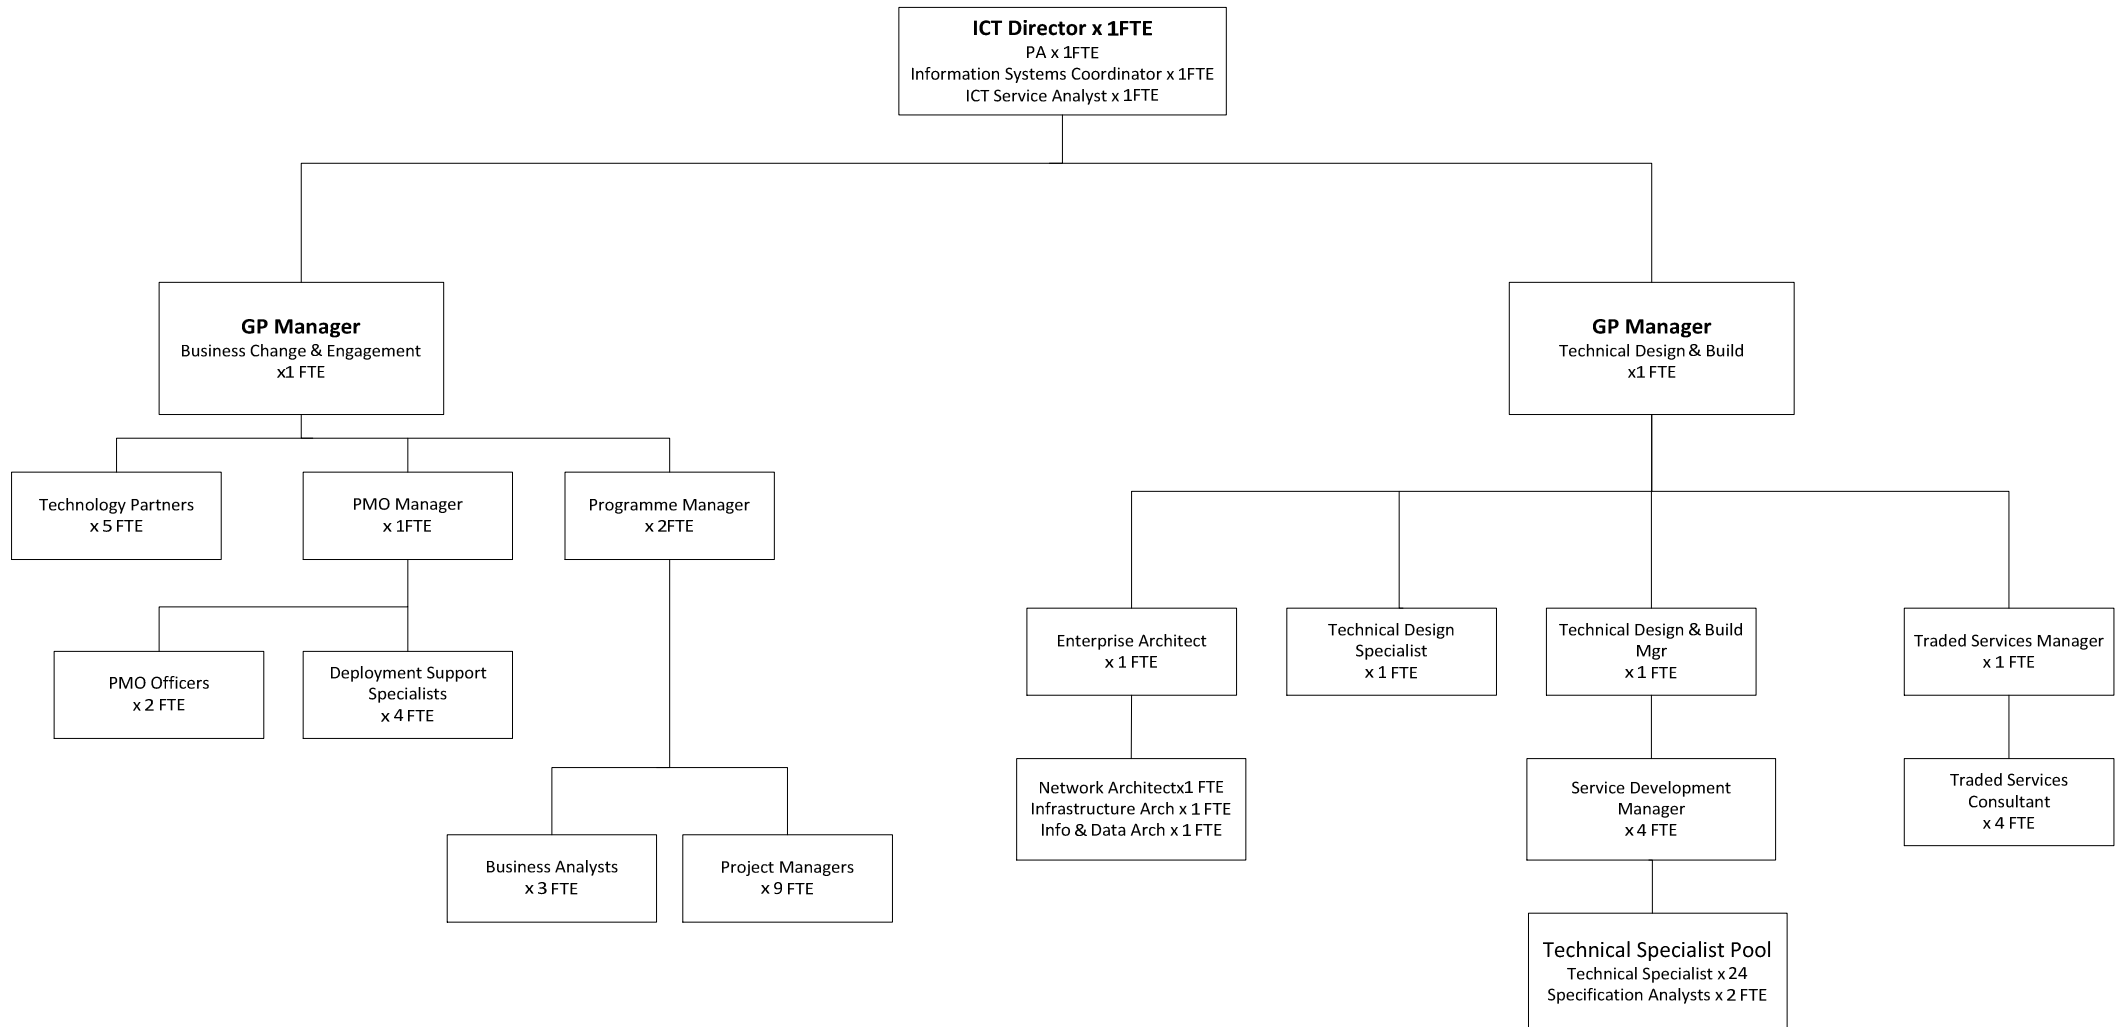 ICT Director x 1FTE
PA x 1FTE
Information Systems Coordinator x 1FTE
ICT Service Analyst x 1FTE
GP Manager
Business Change & Engagement
x1 FTE
GP Manager
Technical Design & Build
x1 FTE
Technology Partners
x 5 FTE
PMO Manager
x 1FTE
Programme Manager
x 2FTE
PMO Officers
x 2 FTE
Deployment Support
Specialists
x 4 FTE
Business Analysts
x 3 FTE
Project Managers
x 9 FTE
Enterprise Architect
x 1 FTE
Technical Design
Specialist
x 1 FTE
Technical Design & Build
Mgr
x 1 FTE
Traded Services Manager
x 1 FTE
Network Architectx1 FTE
Infrastructure Arch x 1 FTE
Info & Data Arch x 1 FTE
Service Development
Manager
x 4 FTE
Traded Services
Consultant
x 4 FTE
Technical Specialist Pool
Technical Specialist x 24
Specification Analysts x 2 FTE